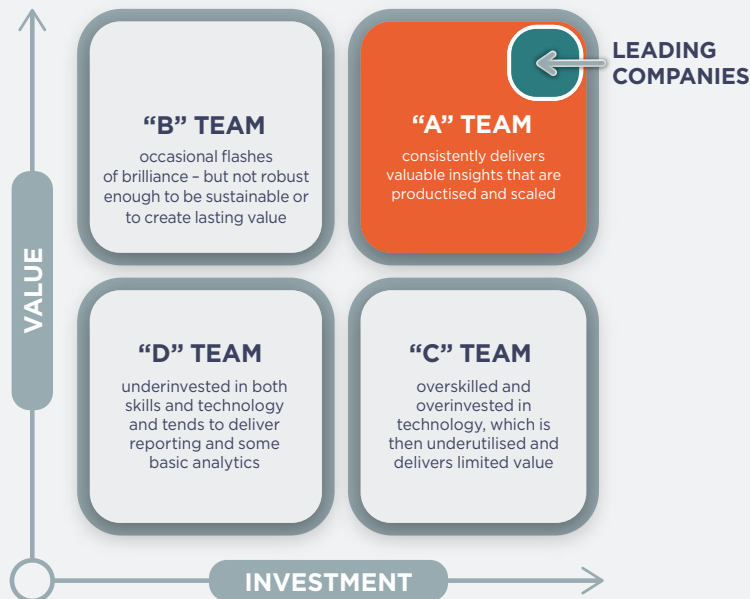 LEADING
COMPANIES
“B” TEAM
occasional flashes
of brilliance – but not robust
enough to be sustainable or
to create lasting value
“A” TEAM
consistently delivers
valuable insights that are
productised and scaled
VALUE
“D” TEAM
underinvested in both
skills and technology
and tends to deliver
reporting and some
basic analytics
“C” TEAM
overskilled and
overinvested in
technology, which is
then underutilised and
delivers limited value
INVESTMENT